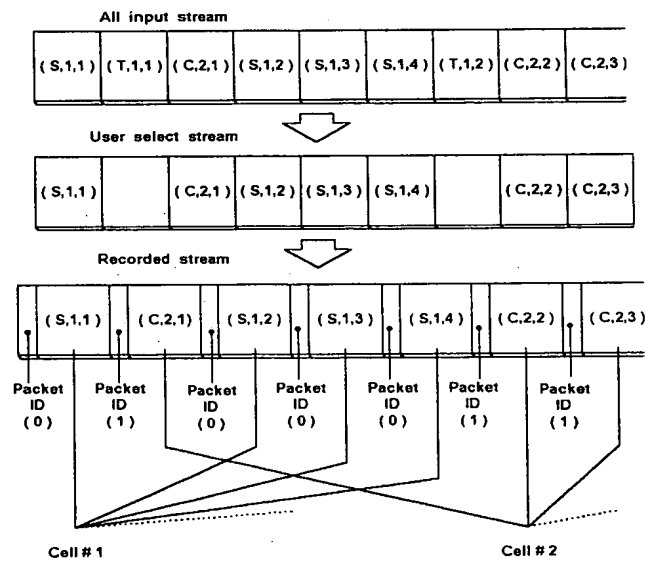 All input stream
( S,1,1 ) ( T,1,1 ) ( C,2,1 ) ( S,1,2 ) ( S,1,3 ) ( S,1,4 ) ( T,1,2 ) ( C,2,2 ) ( C,2,3 )
User select stream
( S,1,1 ) ( C,2,1 ) ( S,1,2 ) ( S,1,3 ) ( S,1,4 ) ( C,2,2 ) ( C,2,3 )
Recorded stream
( S,1,1 ) ( C,2,1 ) ( S,1,2 ) ( S,1,3 ) ( S,1,4 ) ( C,2,2 ) ( C,2,3 )
Packet ID ( 0 )
Packet ID ( 1 )
Packet ID ( 0 )
Packet ID ( 0 )
Packet ID ( 0 )
Packet ID ( 1 )
Packet ID ( 1 )
Cell # 1
Cell # 2